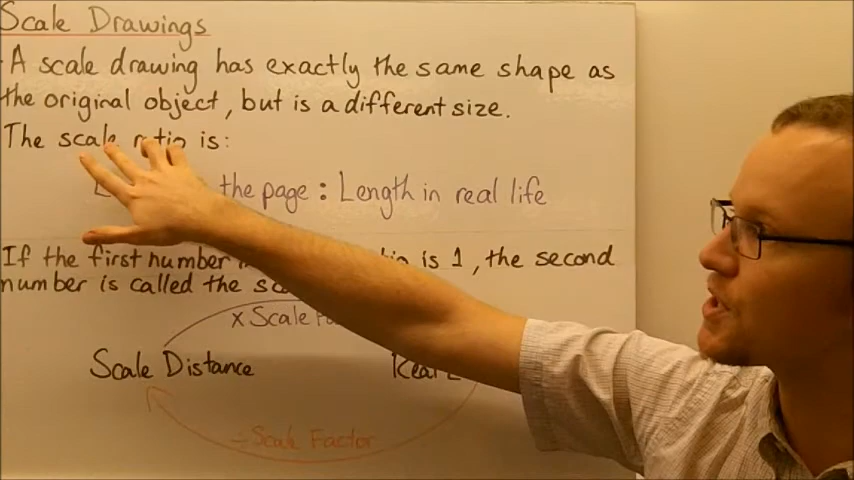 Scale Drawings
A scale drawing has exactly the same shape as
the original object, but is a different size.
The scale ratio is:
the page : Length in real life
If the first number is 1, the second
number is called the
x Scale
Scale Distance Real
÷ Scale Factor